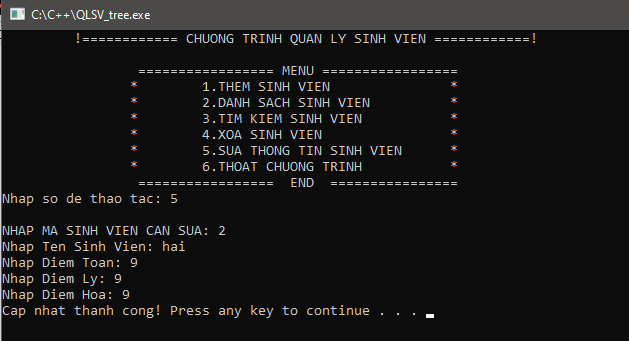 C:\C++\QLSV_tree.exe
!============ CHUONG TRINH QUAN LY SINH VIEN ============!
================= MENU =================
* 1.THEM SINH VIEN *
* 2.DANH SACH SINH VIEN *
* 3.TIM KIEM SINH VIEN *
* 4.XOA SINH VIEN *
* 5.SUA THONG TIN SINH VIEN *
* 6.THOAT CHUONG TRINH *
================= END ================
Nhap so de thao tac: 5
NHAP MA SINH VIEN CAN SUA: 2
Nhap Ten Sinh Vien: hai
Nhap Diem Toan: 9
Nhap Diem Ly: 9
Nhap Diem Hoa: 9
Cap nhat thanh cong! Press any key to continue . . .